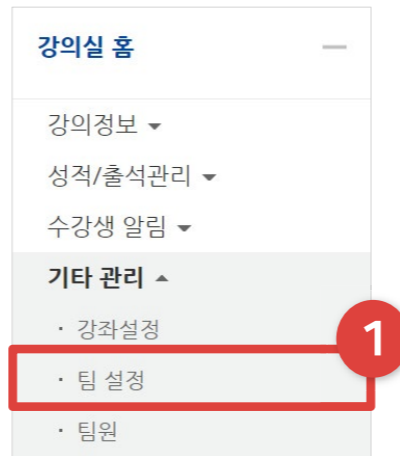 강의실 홈
강의정보
성적/출석관리
수강생 알림
기타 관리
· 강좌설정
1
· 팀 설정
· 팀원